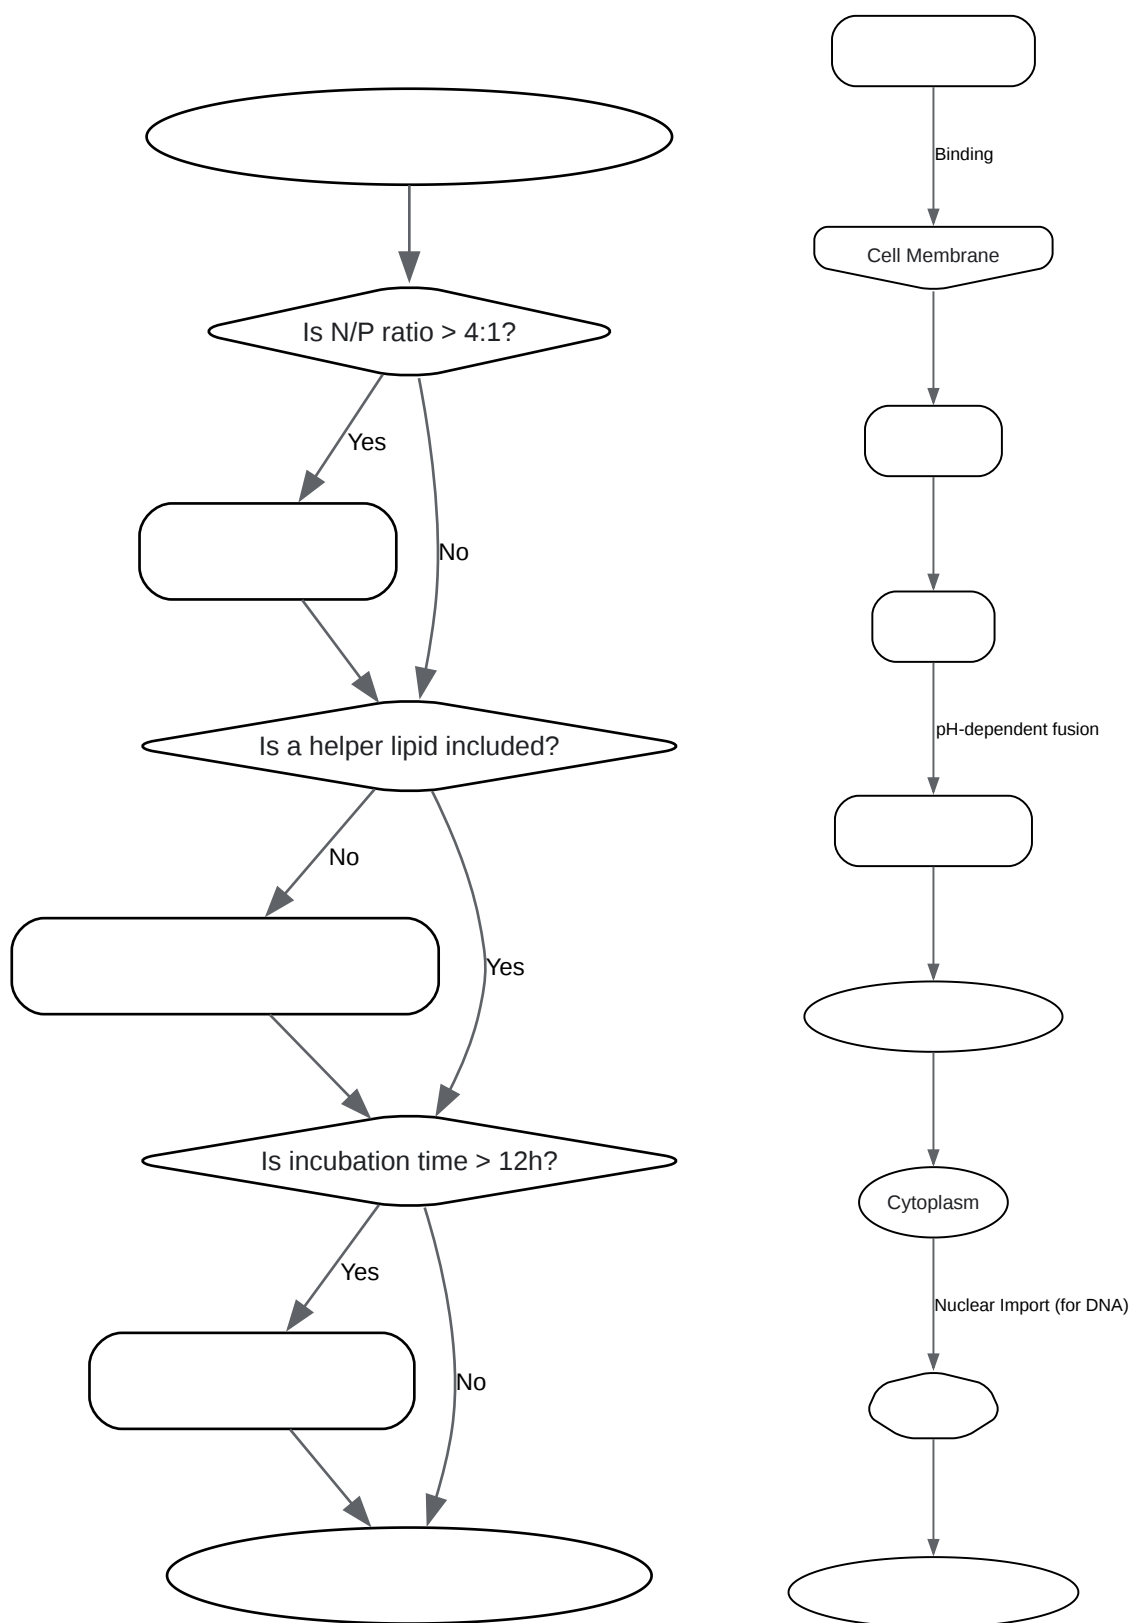 Is N/P ratio > 4:1?
Yes
No
Is a helper lipid included?
No
Yes
Is incubation time > 12h?
Yes
No
Binding
Cell Membrane
pH-dependent fusion
Cytoplasm
Nuclear Import (for DNA)